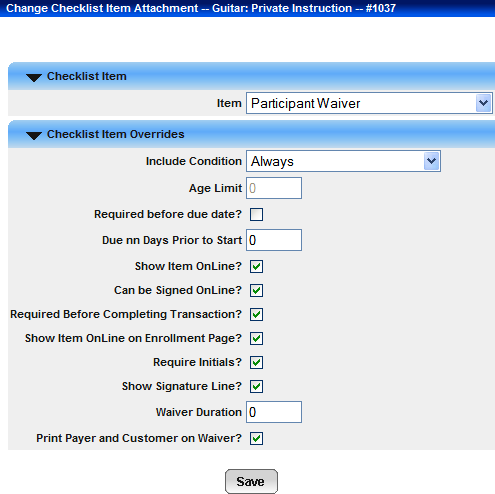 Change Checklist Item Attachment -- Guitar: Private Instruction -- #1037
Checklist Item
Item Participant Waiver
Checklist Item Overrides
Include Condition Always
Age Limit 0
Required before due date?
Due nn Days Prior to Start 0
Show Item OnLine?
Can be Signed OnLine?
Required Before Completing Transaction?
Show Item OnLine on Enrollment Page?
Require Initials?
Show Signature Line?
Waiver Duration 0
Print Payer and Customer on Waiver?
Save